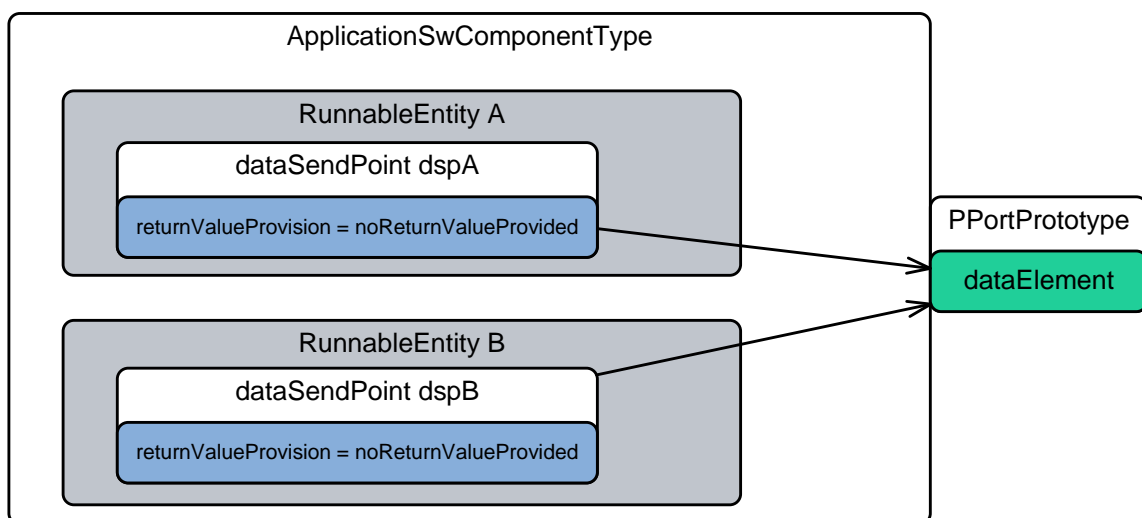 ApplicationSwComponentType
RunnableEntity A
dataSendPoint dspA
returnValueProvision = noReturnValueProvided
PPortPrototype
dataElement
RunnableEntity B
dataSendPoint dspB
returnValueProvision = noReturnValueProvided